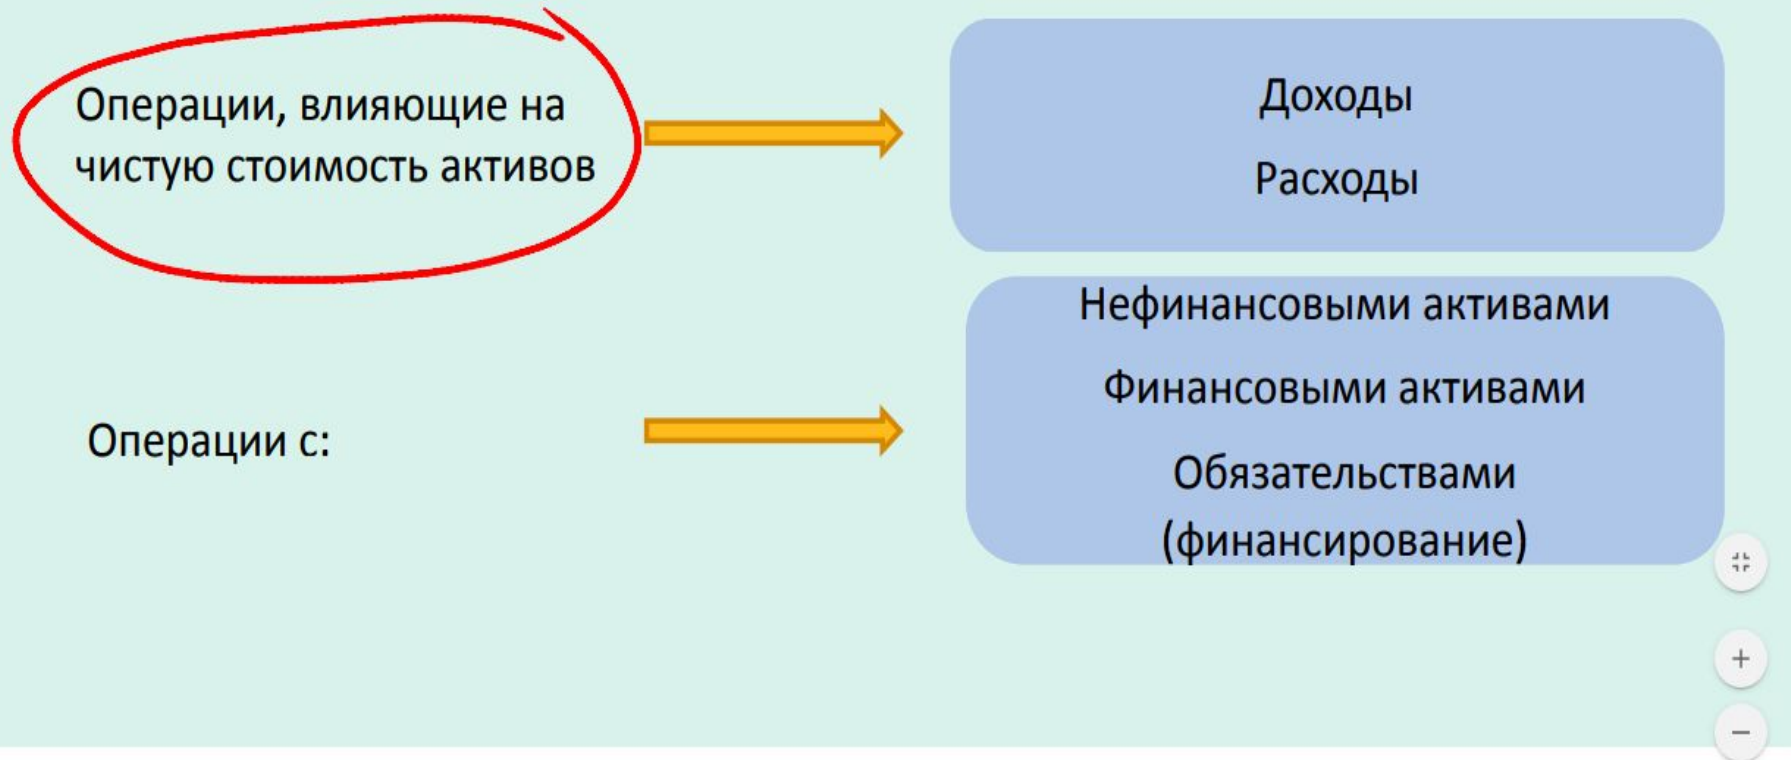 Операции, влияющие на
чистую стоимость активов
Доходы
Расходы
Операции с:
Нефинансовыми активами
Финансовыми активами
Обязательствами
(финансирование)